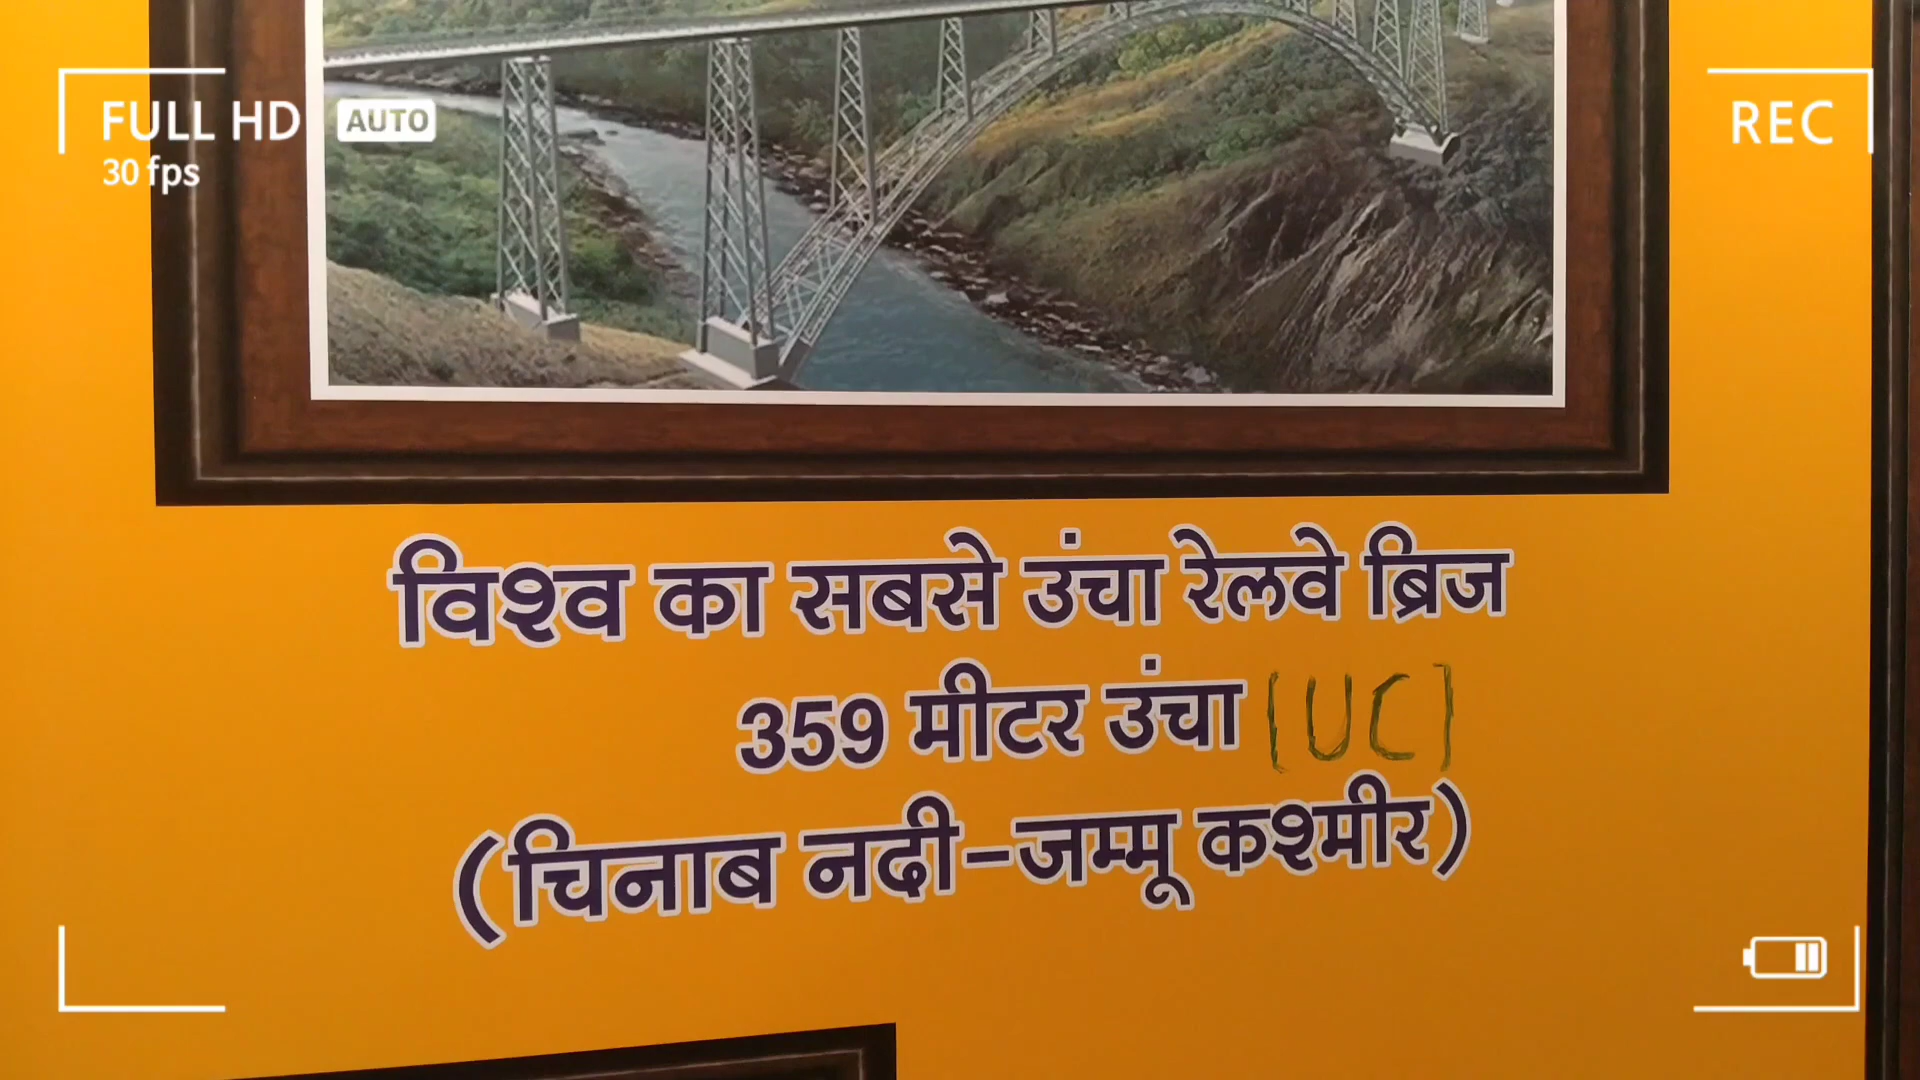 FULL HD AUTO REC
30 fps
विश्व का सबसे उंचा रेलवे ब्रिज
359 मीटर उंचा [UC]
(चिनाब नदी-जम्मू कश्मीर)